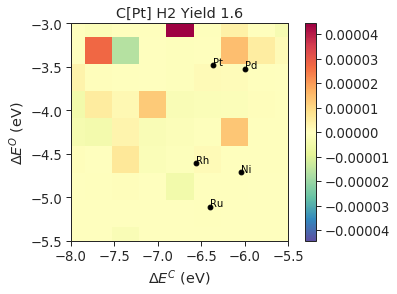 C[Pt] H2 Yield 1.6
−3.0
−3.5
−4.0
−4.5
−5.0
−5.5
ΔE^O (eV)
Pt
Pd
Rh
Ni
Ru
−8.0 −7.5 −7.0 −6.5 −6.0 −5.5
ΔE^C (eV)
0.00004
0.00003
0.00002
0.00001
0.00000
−0.00001
−0.00002
−0.00003
−0.00004